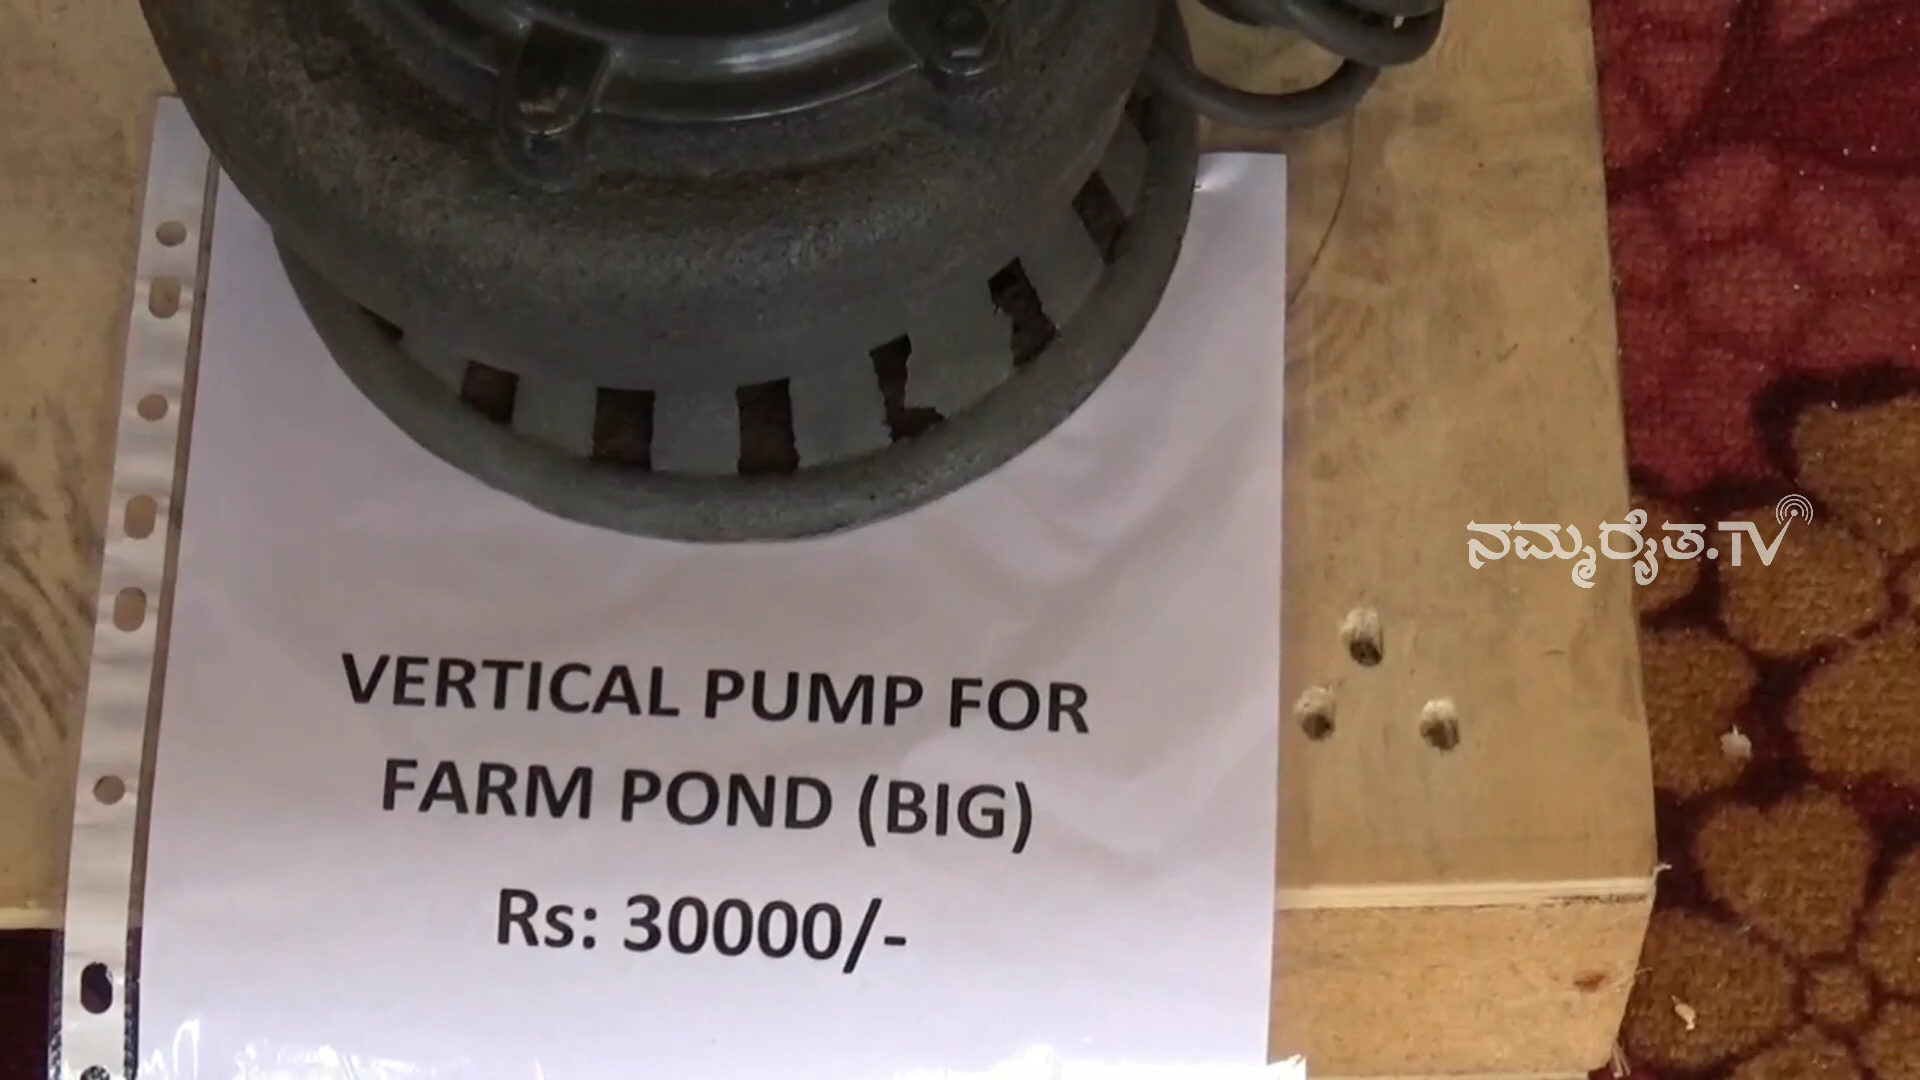 ನಮ್ಮರೈತ.TV
VERTICAL PUMP FOR
FARM POND (BIG)
Rs: 30000/-